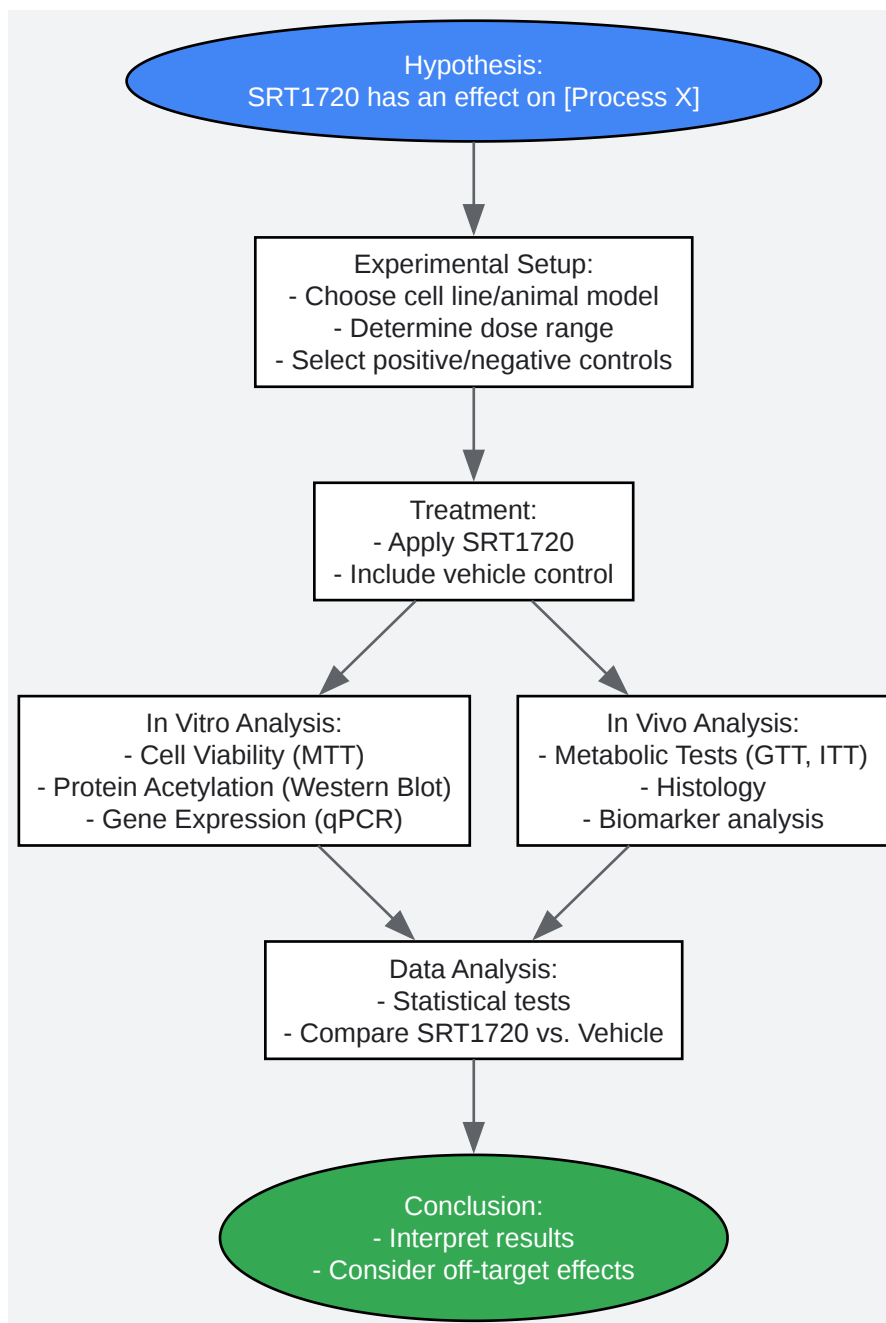 Hypothesis:
SRT1720 has an effect on [Process X]
Experimental Setup:
- Choose cell line/animal model
- Determine dose range
- Select positive/negative controls
Treatment:
- Apply SRT1720
- Include vehicle control
In Vitro Analysis:
- Cell Viability (MTT)
- Protein Acetylation (Western Blot)
- Gene Expression (qPCR)
In Vivo Analysis:
- Metabolic Tests (GTT, ITT)
- Histology
- Biomarker analysis
Data Analysis:
- Statistical tests
- Compare SRT1720 vs. Vehicle
Conclusion:
- Interpret results
- Consider off-target effects